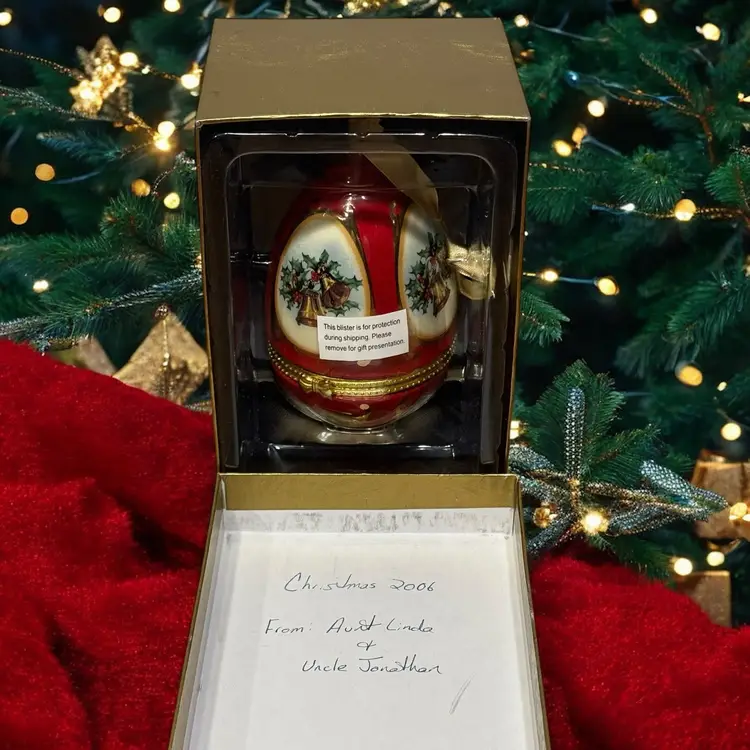 This blister is for protection
during shipping. Please
remove for gift presentation.
Christmas 2006
From: Aunt Linda
&
Uncle Jonathan